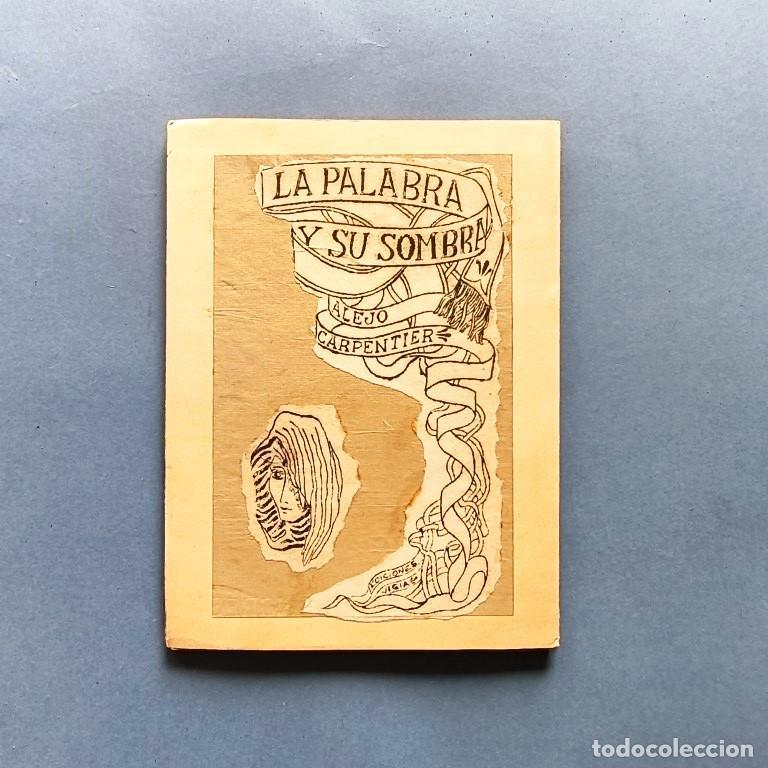 LA PALABRA
Y SU SOMBRA
ALEJO
CARPENTIER
EDICIONES
VIGIA
todocoleccion